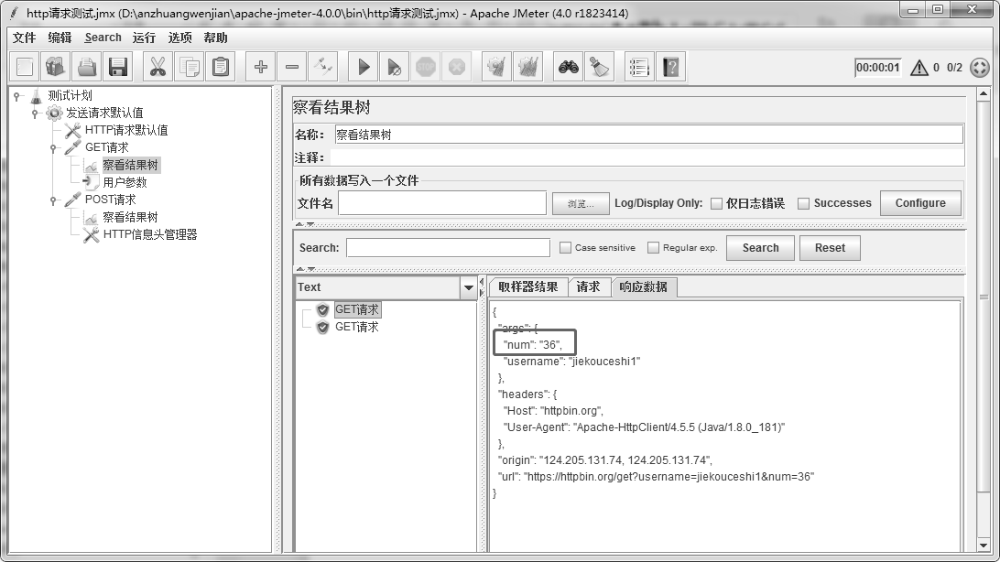 http请求测试.jmx (D:\anzhuangwenjian\apache-jmeter-4.0.0\bin\http请求测试.jmx) - Apache JMeter (4.0 r1823414)
文件 编辑 Search 运行 选项 帮助
STOP
00:00:01 0 0/2
测试计划
发送请求默认值
HTTP请求默认值
GET请求
察看结果树
用户参数
POST请求
察看结果树
HTTP信息头管理器
察看结果树
名称： 察看结果树
注释：
所有数据写入一个文件
文件名 浏览... Log/Display Only: 仅日志错误 Successes Configure
Search: Case sensitive Regular exp. Search Reset
Text
GET请求
GET请求
取样器结果 请求 响应数据
{
"args": {
"num": "36",
"username": "jiekouceshi1"
},
"headers": {
"Host": "httpbin.org",
"User-Agent": "Apache-HttpClient/4.5.5 (Java/1.8.0_181)"
},
"origin": "124.205.131.74, 124.205.131.74",
"url": "https://httpbin.org/get?username=jiekouceshi1&num=36"
}